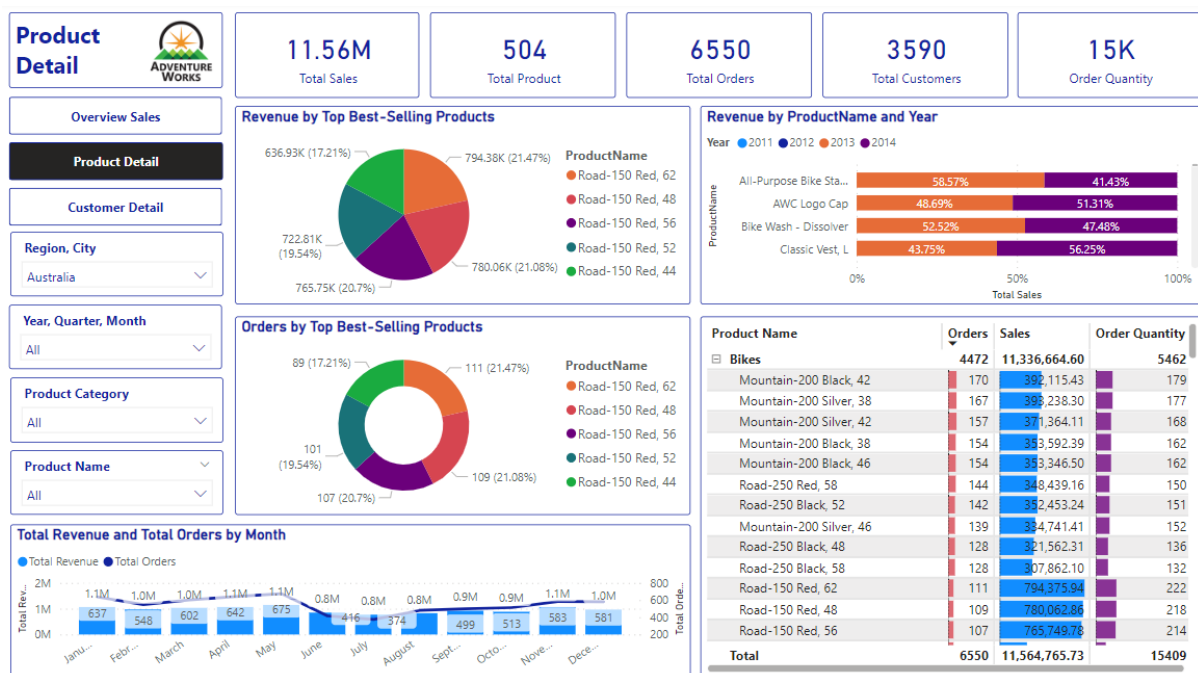 Product
Detail
ADVENTURE
WORKS
11.56M
Total Sales
504
Total Product
6550
Total Orders
3590
Total Customers
15K
Order Quantity
Overview Sales
Product Detail
Customer Detail
Region, City
Australia
Year, Quarter, Month
All
Product Category
All
Product Name
All
Revenue by Top Best-Selling Products
636.93K (17.21%)
794.38K (21.47%)
722.81K
(19.54%)
780.06K (21.08%)
765.75K (20.7%)
ProductName
Road-150 Red, 62
Road-150 Red, 48
Road-150 Red, 56
Road-150 Red, 52
Road-150 Red, 44
Revenue by ProductName and Year
Year 2011 2012 2013 2014
ProductName
All-Purpose Bike Sta... 58.57% 41.43%
AWC Logo Cap 48.69% 51.31%
Bike Wash - Dissolver 52.52% 47.48%
Classic Vest, L 43.75% 56.25%
0% 50% 100%
Total Sales
Orders by Top Best-Selling Products
89 (17.21%)
111 (21.47%)
101
(19.54%)
109 (21.08%)
107 (20.7%)
ProductName
Road-150 Red, 62
Road-150 Red, 48
Road-150 Red, 56
Road-150 Red, 52
Road-150 Red, 44
Product Name Orders Sales Order Quantity
Bikes 4472 11,336,664.60 5462
Mountain-200 Black, 42 170 392,115.43 179
Mountain-200 Silver, 38 167 393,238.30 177
Mountain-200 Silver, 42 157 371,364.11 168
Mountain-200 Black, 38 154 353,592.39 162
Mountain-200 Black, 46 154 353,346.50 162
Road-250 Red, 58 144 348,439.16 150
Road-250 Black, 52 142 352,453.24 151
Mountain-200 Silver, 46 139 334,741.41 152
Road-250 Black, 48 128 321,562.31 136
Road-250 Black, 58 128 307,862.10 132
Road-150 Red, 62 111 794,375.94 222
Road-150 Red, 48 109 780,062.86 218
Road-150 Red, 56 107 765,749.78 214
Total 6550 11,564,765.73 15409
Total Revenue and Total Orders by Month
Total Revenue Total Orders
Total Rev...
2M
1M
0M
1.1M 1.0M 1.0M 1.1M 1.1M 0.8M 0.8M 0.8M 0.9M 0.9M 1.1M 1.0M
637 548 602 642 675 416 374 499 513 583 581
800
600
400
200
Total Orde...
Janu... Febr... March April May June July August Sept... Octo... Nove... Dece...